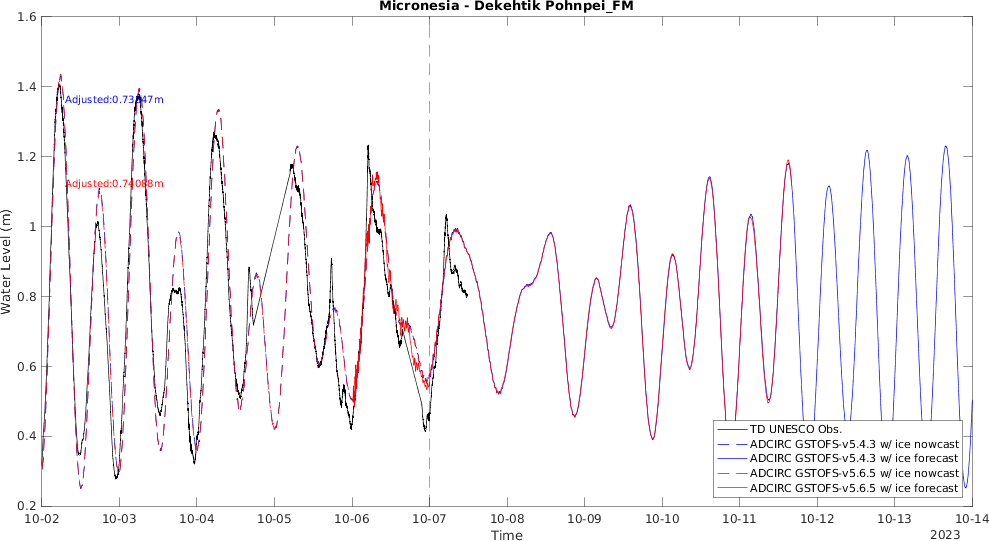 Micronesia - Dekehtik Pohnpei_FM
1.6
1.4
1.2
1
0.8
0.6
0.4
0.2
Water Level (m)
Adjusted:0.73247m
Adjusted:0.74088m
TD UNESCO Obs.
ADCIRC GSTOFS-v5.4.3 w/ ice nowcast
ADCIRC GSTOFS-v5.4.3 w/ ice forecast
ADCIRC GSTOFS-v5.6.5 w/ ice nowcast
ADCIRC GSTOFS-v5.6.5 w/ ice forecast
10-02 10-03 10-04 10-05 10-06 10-07 10-08 10-09 10-10 10-11 10-12 10-13 10-14
Time
2023